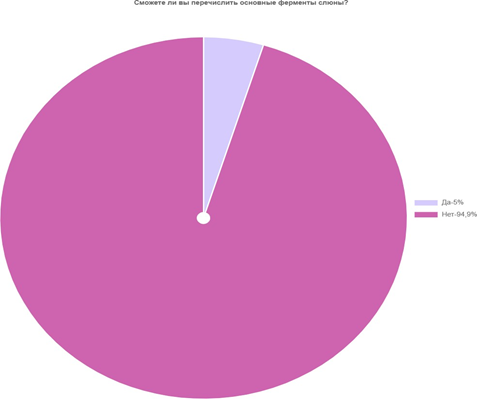 Сможете ли вы перечислить основные ферменты слюны?
Да-5%
Нет-94,9%